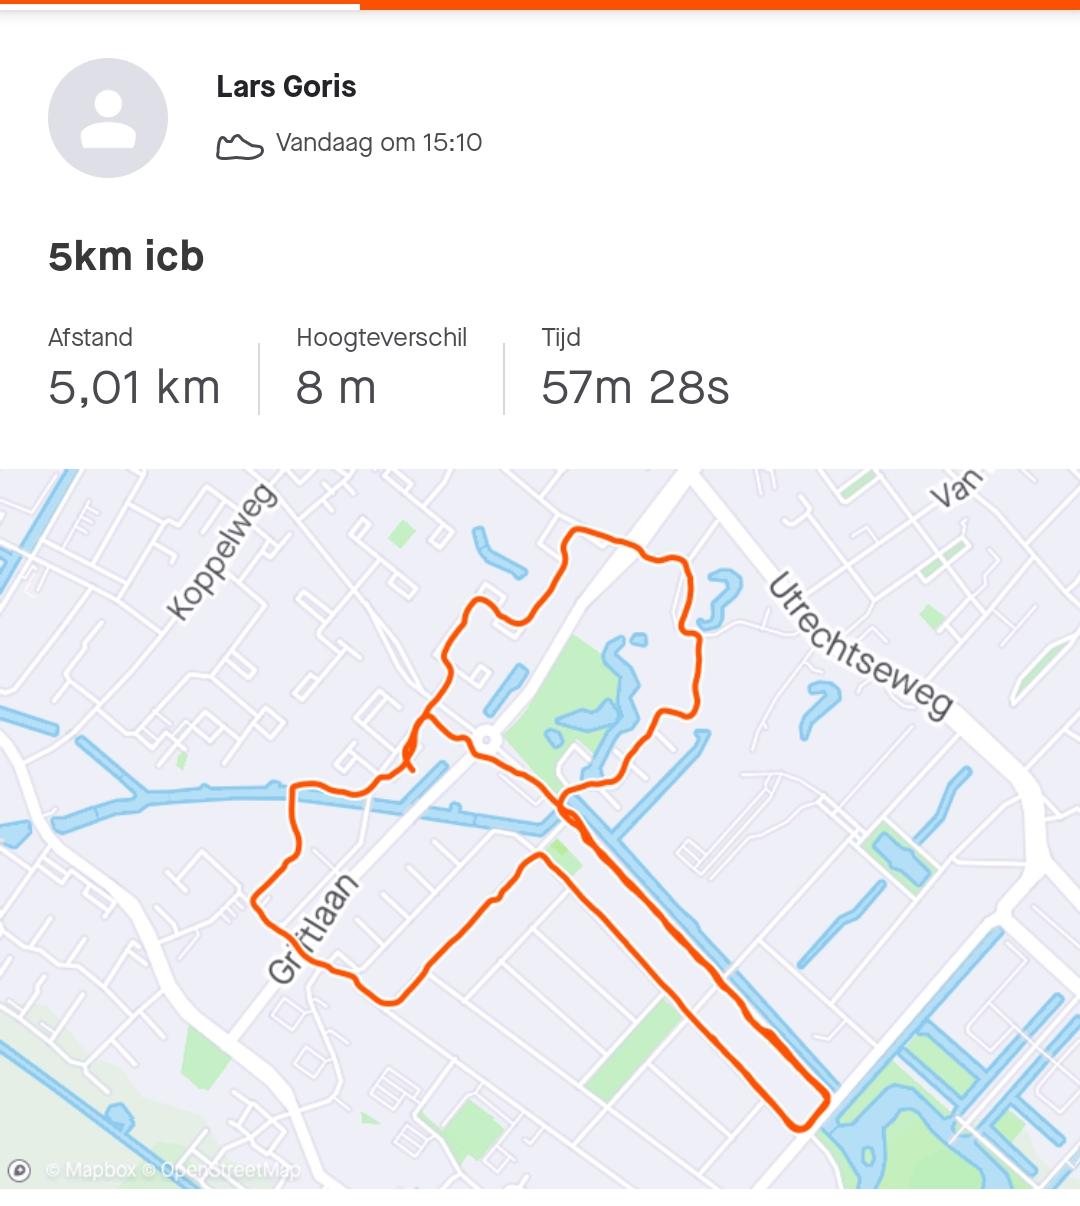 Lars Goris
Vandaag om 15:10
5km icb
Afstand
Hoogteverschil
Tijd
5,01 km
8 m
57m 28s
Koppelweg
Van
Utrechtseweg
Griftlaan
© Mapbox © OpenStreetMap